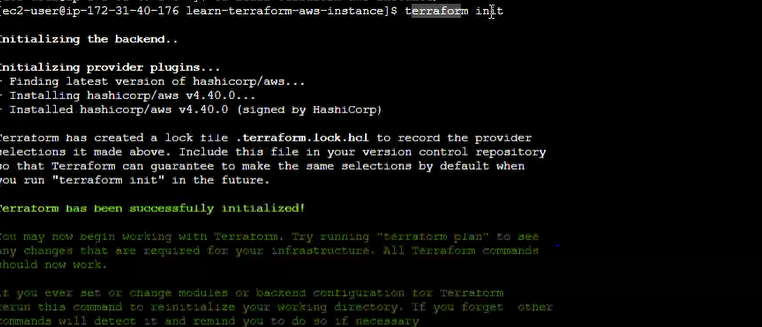 [ec2-user@ip-172-31-40-176 learn-terraform-aws-instance]$ terraform init
Initializing the backend..
Initializing provider plugins...
- Finding latest version of hashicorp/aws...
- Installing hashicorp/aws v4.40.0...
- Installed hashicorp/aws v4.40.0 (signed by HashiCorp)
Terraform has created a lock file .terraform.lock.hcl to record the provider
selections it made above. Include this file in your version control repository
so that Terraform can guarantee to make the same selections by default when
you run "terraform init" in the future.
Terraform has been successfully initialized!
You may now begin working with Terraform. Try running "terraform plan" to see
any changes that are required for your infrastructure. All Terraform commands
should now work.
If you ever set or change modules or backend configuration for Terraform
rerun this command to reinitialize your working directory. If you forget other
commands will detect it and remind you to do so if necessary